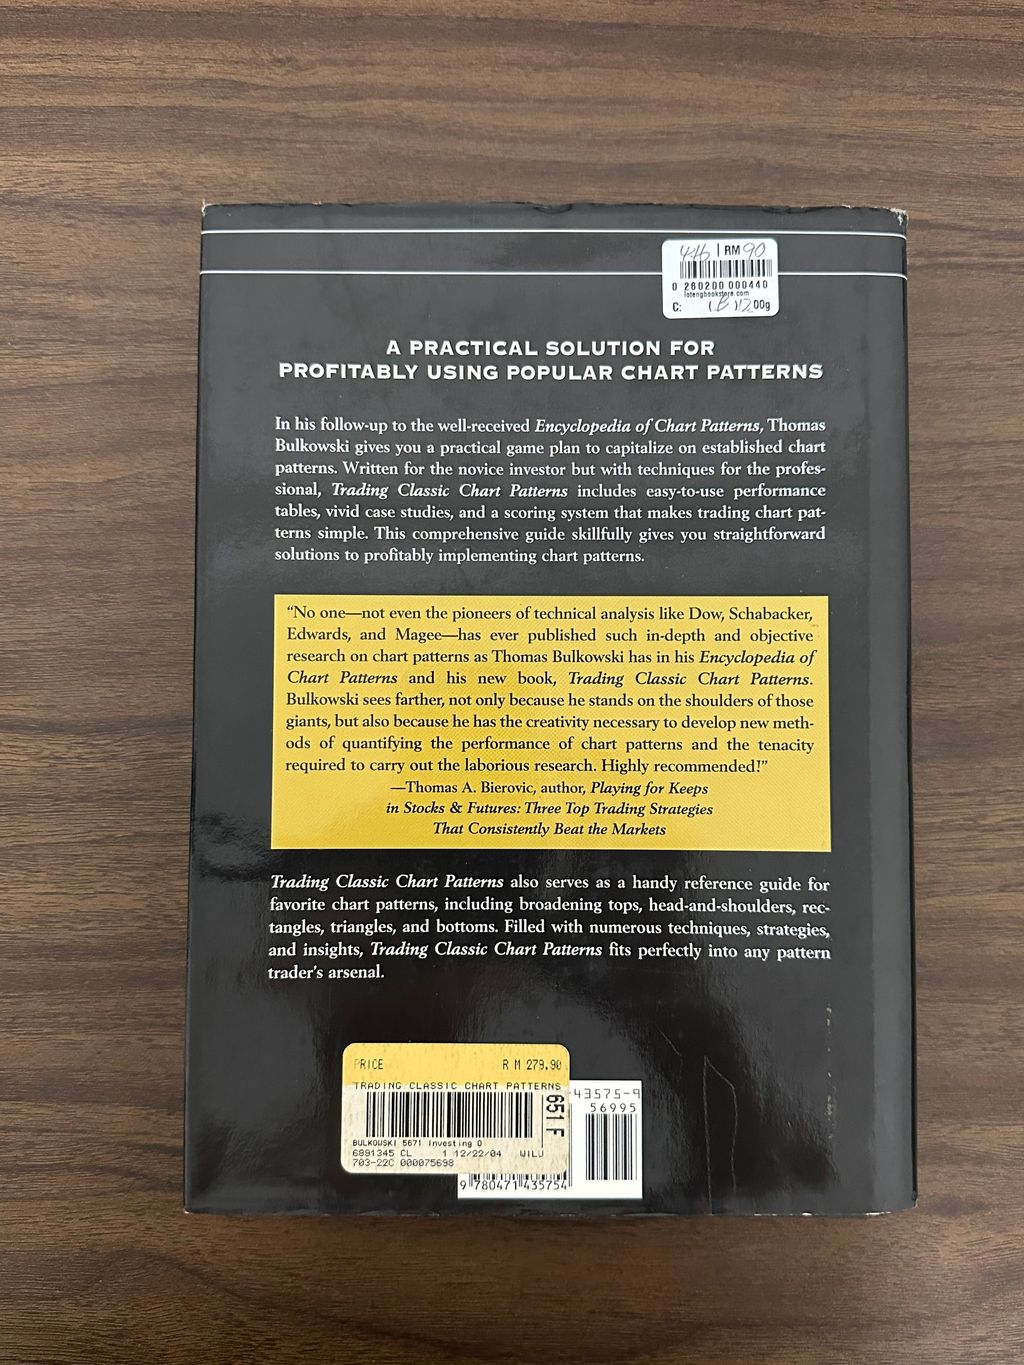 RM 90
0 260200 000440
lotengbookstore.com
C: 00g
A PRACTICAL SOLUTION FOR
PROFITABLY USING POPULAR CHART PATTERNS
In his follow-up to the well-received Encyclopedia of Chart Patterns, Thomas
Bulkowski gives you a practical game plan to capitalize on established chart
patterns. Written for the novice investor but with techniques for the profes-
sional, Trading Classic Chart Patterns includes easy-to-use performance
tables, vivid case studies, and a scoring system that makes trading chart pat-
terns simple. This comprehensive guide skillfully gives you straightforward
solutions to profitably implementing chart patterns.
“No one—not even the pioneers of technical analysis like Dow, Schabacker,
Edwards, and Magee—has ever published such in-depth and objective
research on chart patterns as Thomas Bulkowski has in his Encyclopedia of
Chart Patterns and his new book, Trading Classic Chart Patterns.
Bulkowski sees farther, not only because he stands on the shoulders of those
giants, but also because he has the creativity necessary to develop new meth-
ods of quantifying the performance of chart patterns and the tenacity
required to carry out the laborious research. Highly recommended!”
—Thomas A. Bierovic, author, Playing for Keeps
in Stocks & Futures: Three Top Trading Strategies
That Consistently Beat the Markets
Trading Classic Chart Patterns also serves as a handy reference guide for
favorite chart patterns, including broadening tops, head-and-shoulders, rec-
tangles, triangles, and bottoms. Filled with numerous techniques, strategies,
and insights, Trading Classic Chart Patterns fits perfectly into any pattern
trader's arsenal.
PRICE RM 279.90
TRADING CLASSIC CHART PATTERNS
651 F
BULKOWSKI 5671 Investing O
6891345 CL 1 12/22/04 WILJ
703-22C 000075698
43575-9
56995
9 780471 435754